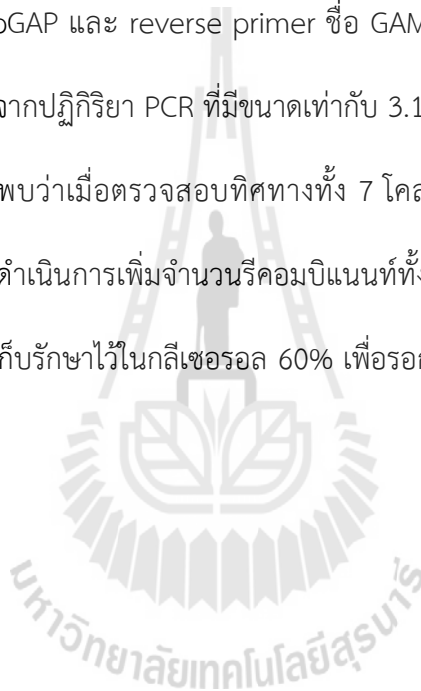 oGAP และ reverse primer ชื่อ GAM
จากปฏิกิริยา PCR ที่มีขนาดเท่ากับ 3.1
พบว่าเมื่อตรวจสอบทิศทางทั้ง 7 โคล
ดำเนินการเพิ่มจำนวนรีคอมบิแนนท์ทั้ง
ก็บรักษาไว้ในกลีเซอรอล 60% เพื่อรอ
มหาวิทยาลัยเทคโนโลยีสุรนารี